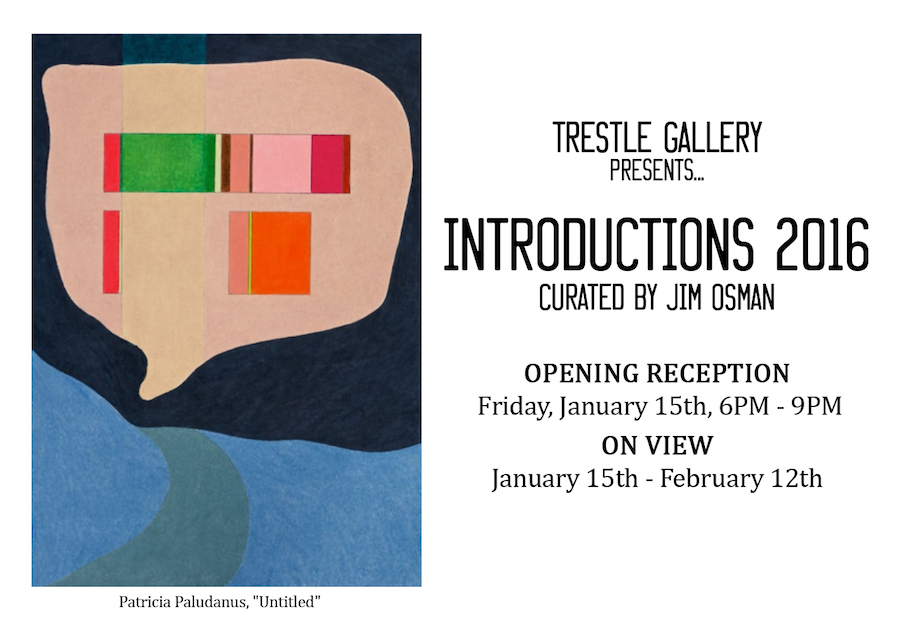 TRESTLE GALLERY
PRESENTS...
INTRODUCTIONS 2016
CURATED BY JIM OSMAN
OPENING RECEPTION
Friday, January 15th, 6PM - 9PM
ON VIEW
January 15th - February 12th
Patricia Paludanus, "Untitled"